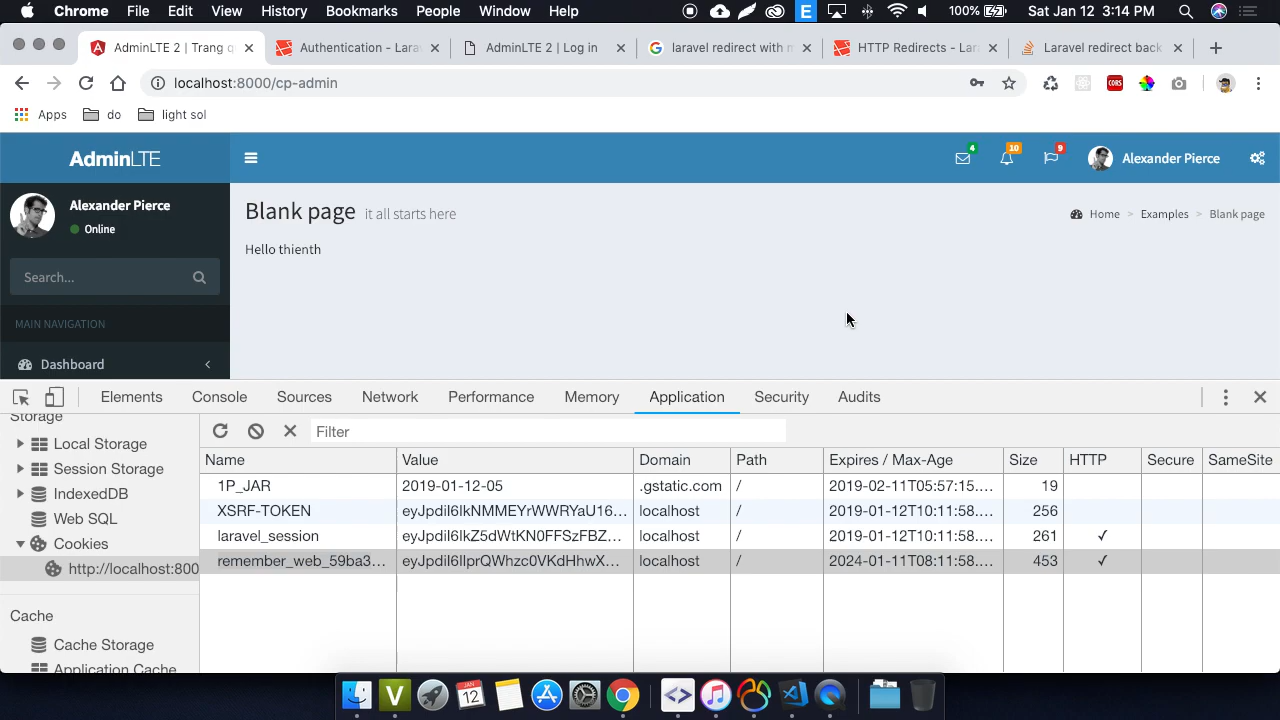 Chrome File Edit View History Bookmarks People Window Help 100% Sat Jan 12 3:14 PM
AdminLTE 2 | Trang q Authentication - Lara AdminLTE 2 | Log in laravel redirect with m HTTP Redirects - Lar Laravel redirect back
localhost:8000/cp-admin
Apps do light sol
AdminLTE 4 10 9 Alexander Pierce
Alexander Pierce
Online
Blank page it all starts here Home > Examples > Blank page
Hello thienth
Search...
MAIN NAVIGATION
Dashboard
Elements Console Sources Network Performance Memory Application Security Audits
Storage
Local Storage
Session Storage
IndexedDB
Web SQL
Cookies
http://localhost:800
Cache
Cache Storage
Application Cache
Filter
Name Value Domain Path Expires / Max-Age Size HTTP Secure SameSite
1P_JAR 2019-01-12-05 .gstatic.com / 2019-02-11T05:57:15.... 19
XSRF-TOKEN eyJpdiI6IkNMMEYrWWRYaU16... localhost / 2019-01-12T10:11:58.... 256
laravel_session eyJpdiI6IkZ5dWtKN0FFSzFBZ... localhost / 2019-01-12T10:11:58.... 261 ✓
remember_web_59ba3... eyJpdiI6IlprQWhzc0VKdHhwX... localhost / 2024-01-11T08:11:58.... 453 ✓
JAN
12